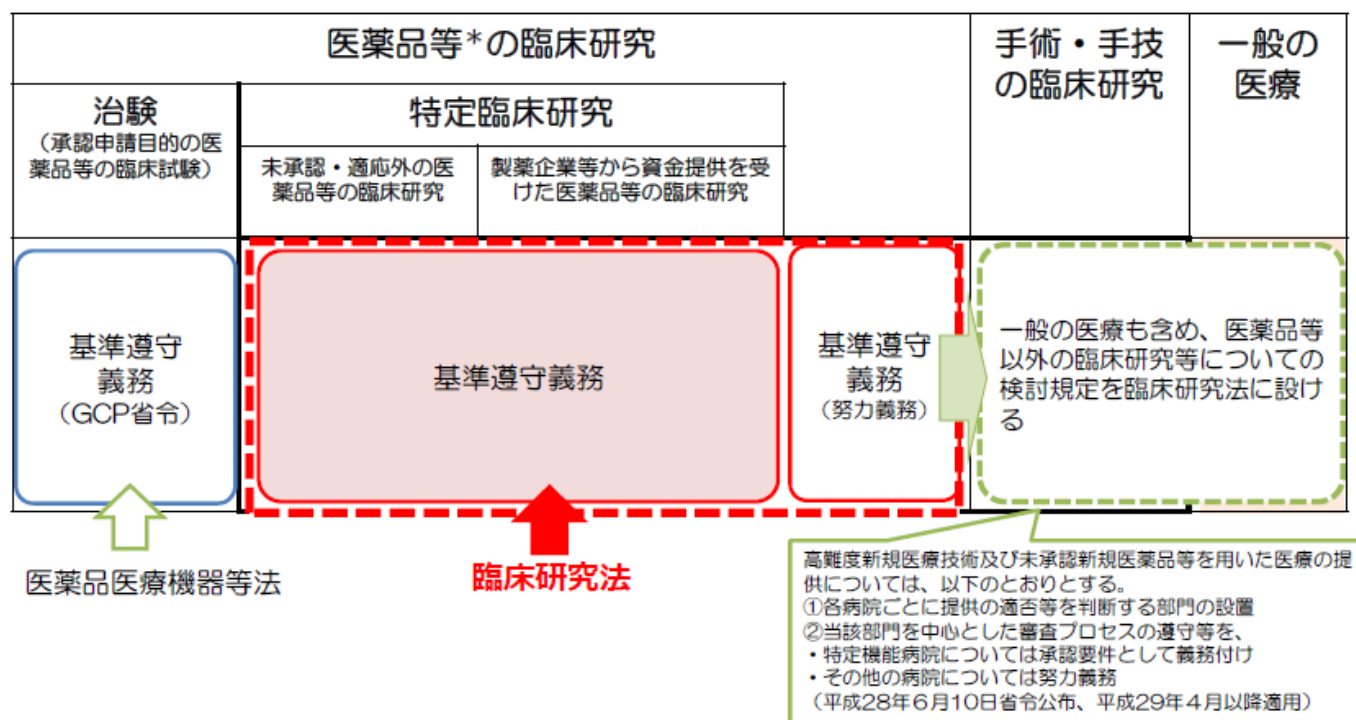 医薬品等*の臨床研究
手術・手技
の臨床研究
一般の
医療
治験
（承認申請目的の医
薬品等の臨床試験）
特定臨床研究
未承認・適応外の医
薬品等の臨床研究
製薬企業等から資金提供を受
けた医薬品等の臨床研究
基準遵守
義務
（GCP省令）
基準遵守義務
基準遵守
義務
（努力義務）
一般の医療も含め、医薬品等
以外の臨床研究等についての
検討規定を臨床研究法に設け
る
医薬品医療機器等法
臨床研究法
高難度新規医療技術及び未承認新規医薬品等を用いた医療の提
供については、以下のとおりとする。
①各病院ごとに提供の適否等を判断する部門の設置
②当該部門を中心とした審査プロセスの遵守等を、
・特定機能病院については承認要件として義務付け
・その他の病院については努力義務
（平成28年６月10日省令公布、平成29年４月以降適用）